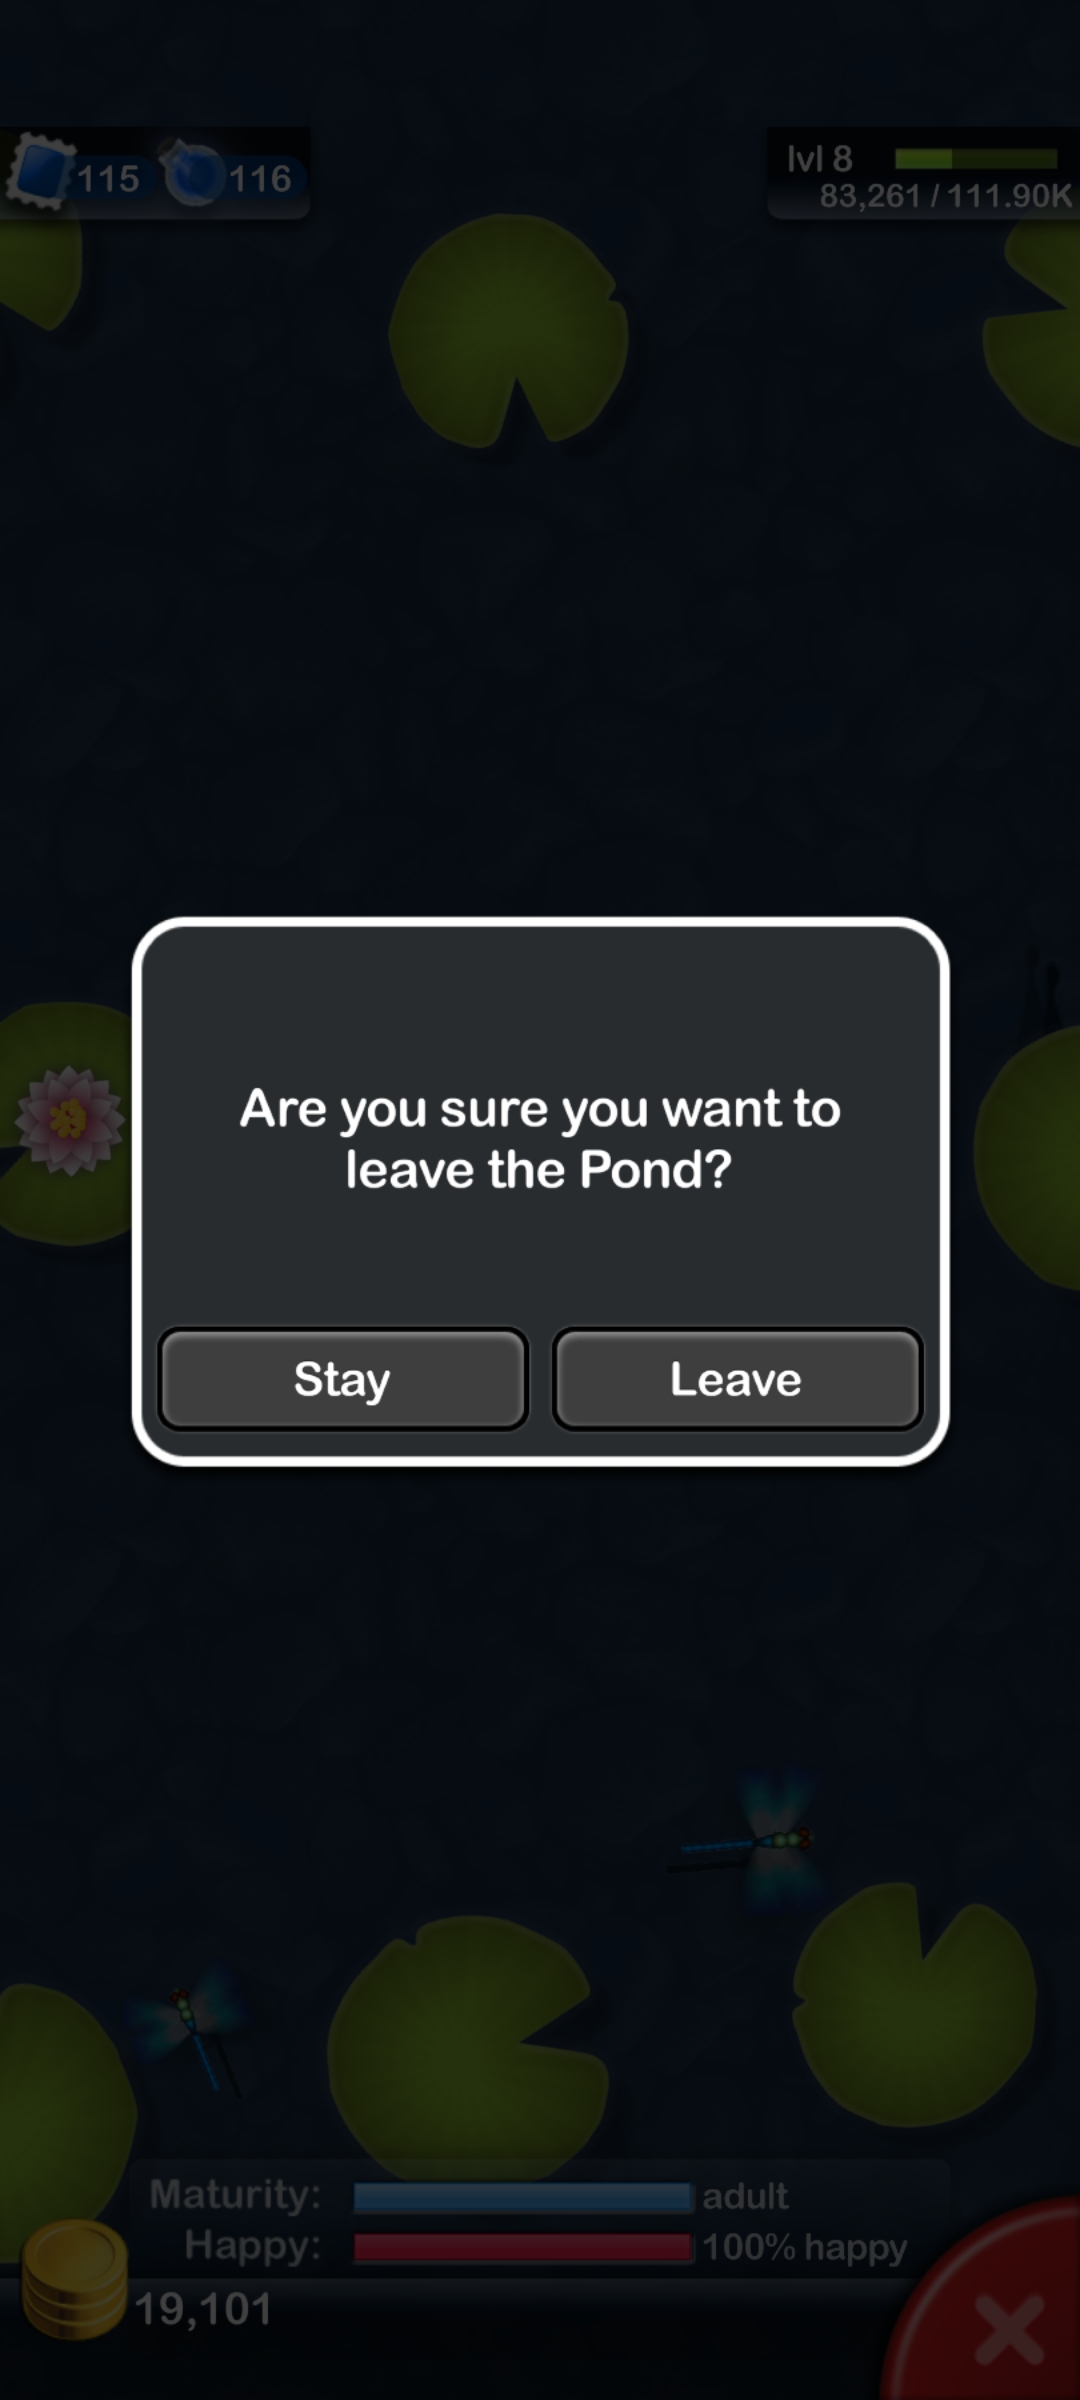 115 116
lvl 8
83,261 / 111.90K
Are you sure you want to
leave the Pond?
Stay Leave
Maturity: adult
Happy: 100% happy
19,101